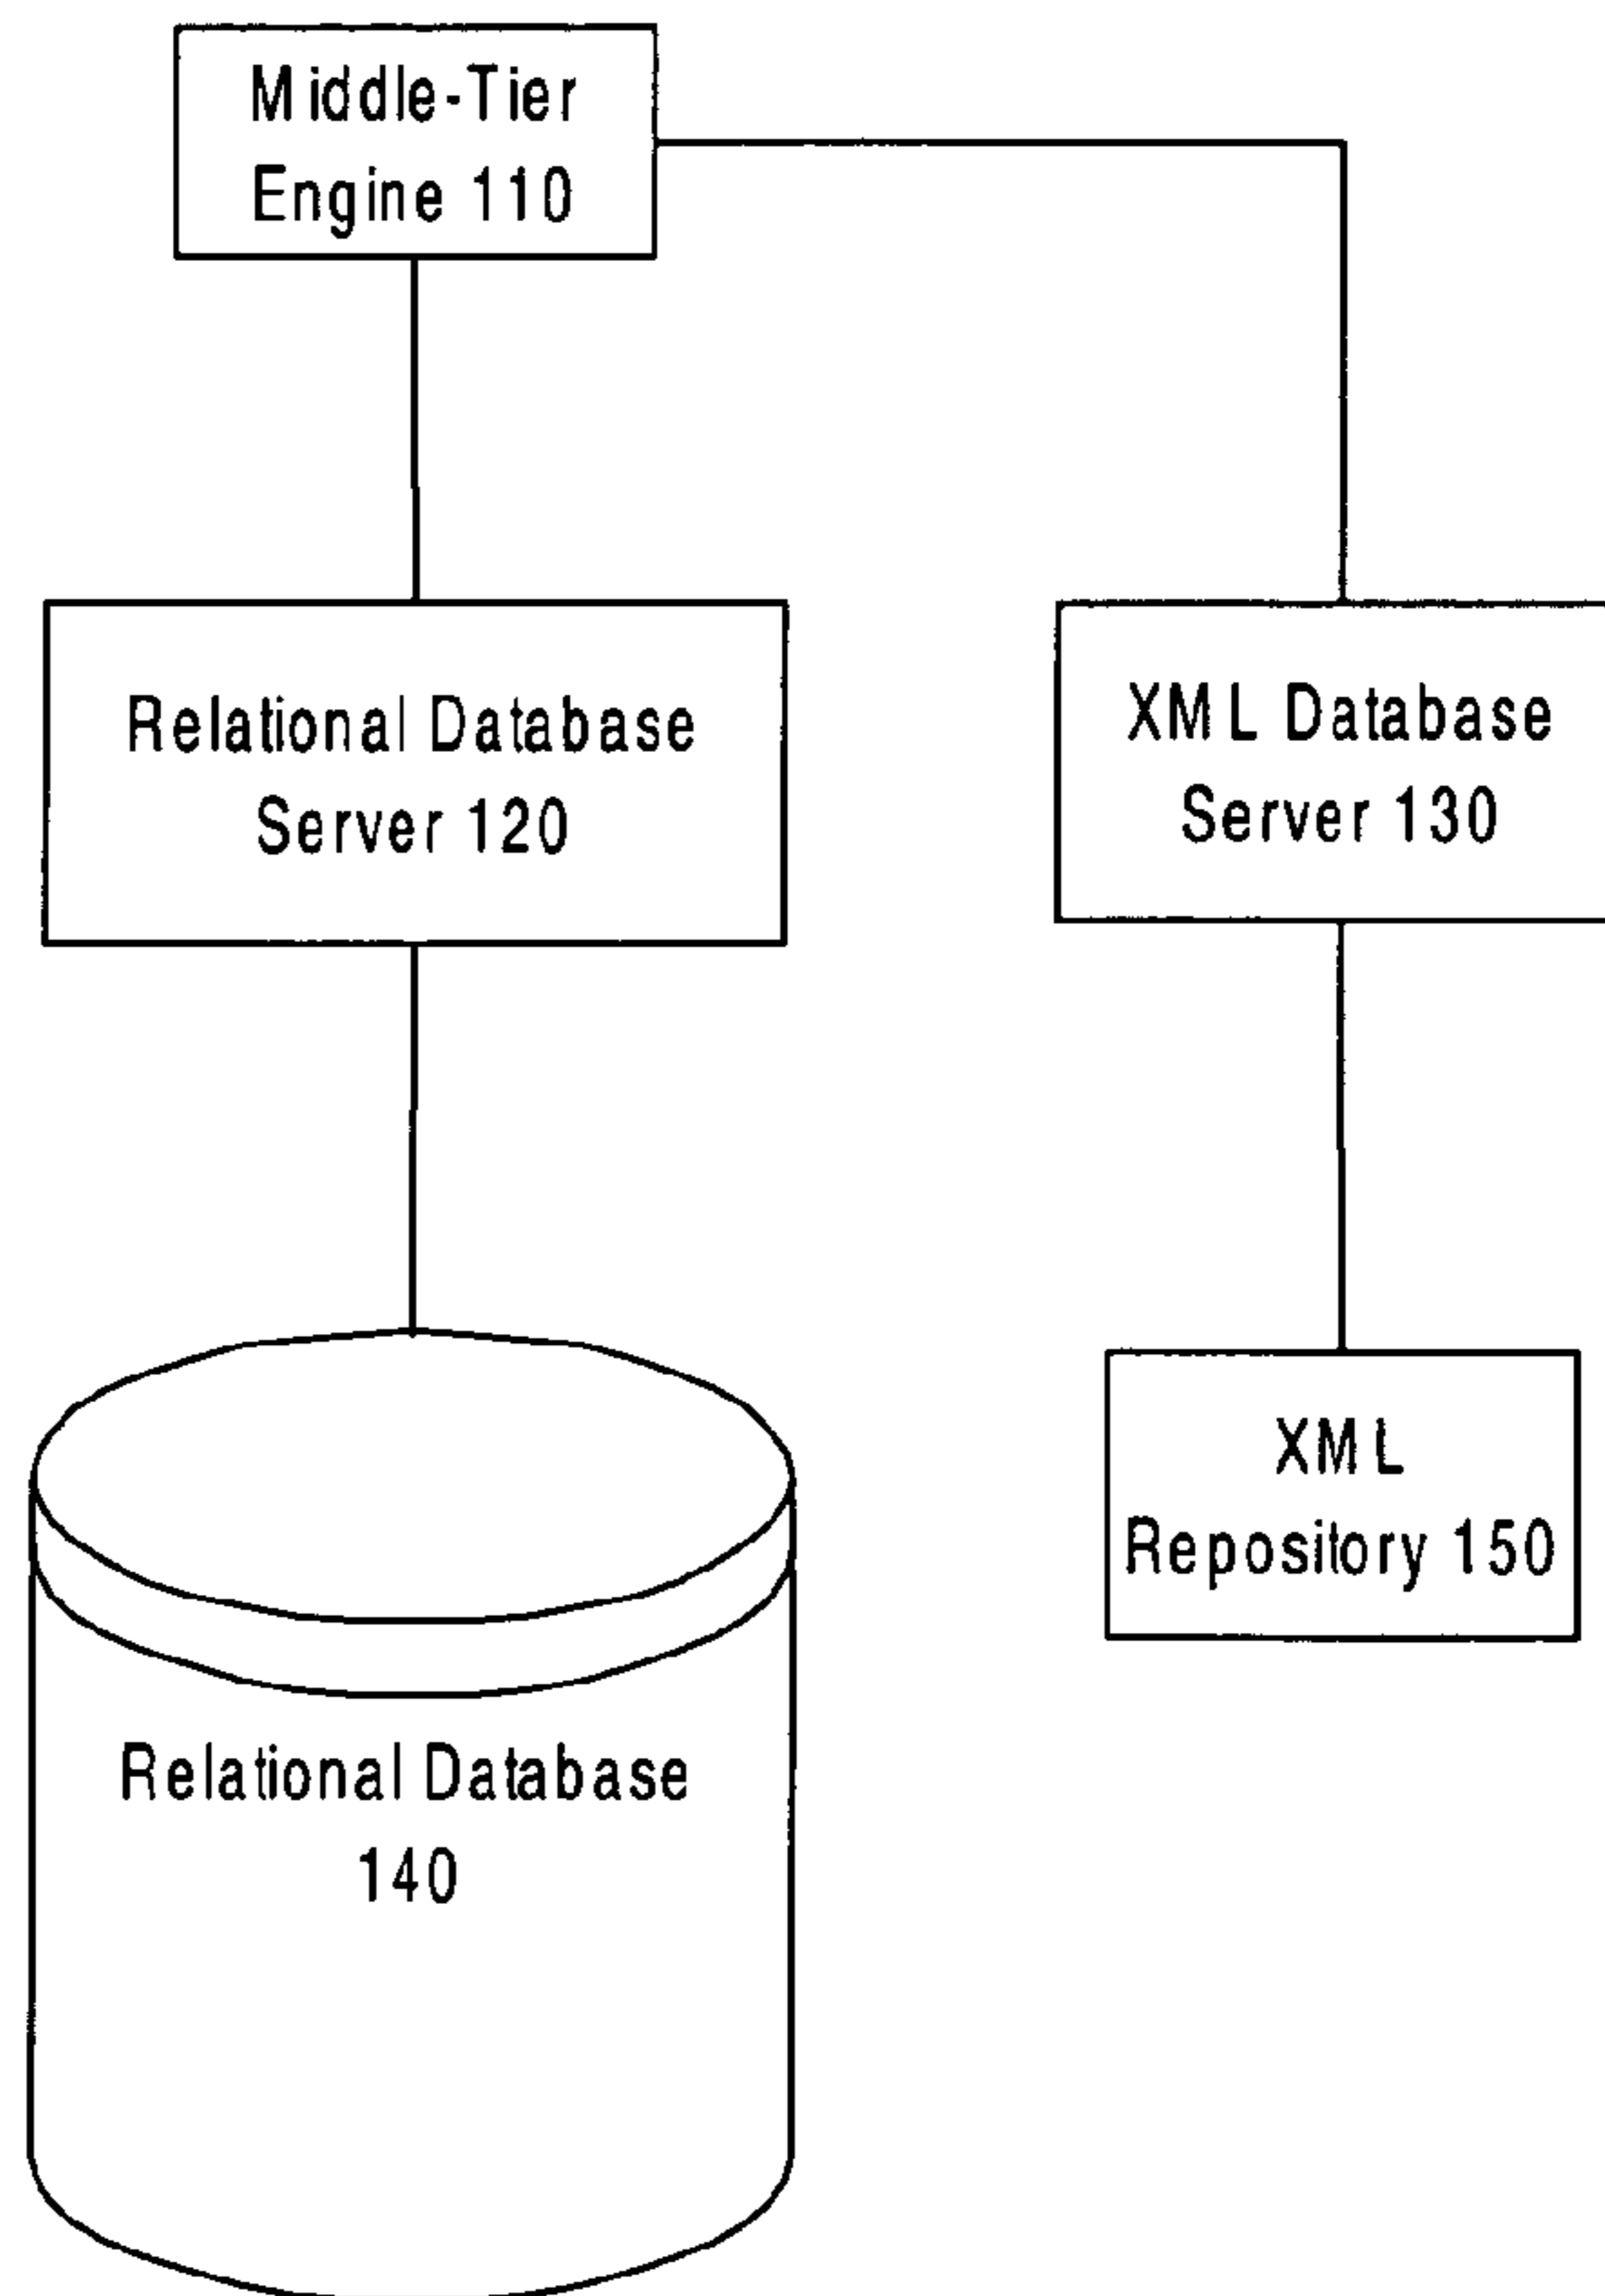 Middle-Tier
Engine 110
Relational Database
Server 120
XML Database
Server 130
XML
Repository 150
Relational Database
140